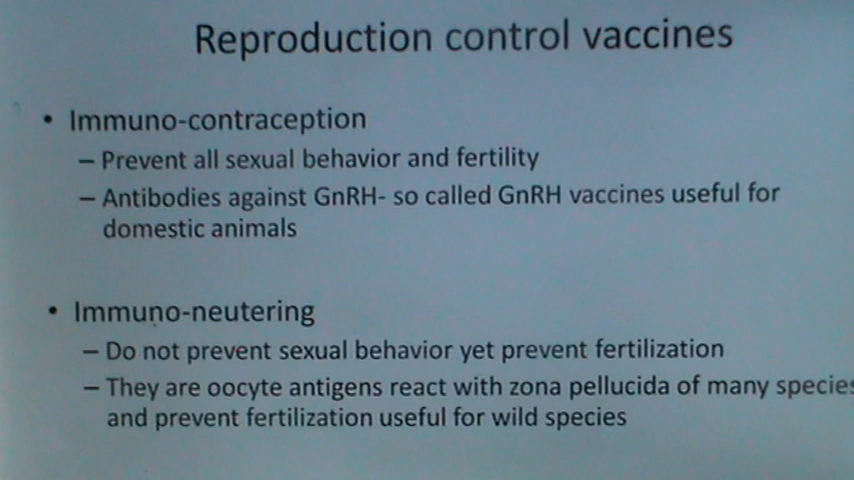 Reproduction control vaccines
• Immuno-contraception
– Prevent all sexual behavior and fertility
– Antibodies against GnRH- so called GnRH vaccines useful for
domestic animals
• Immuno-neutering
– Do not prevent sexual behavior yet prevent fertilization
– They are oocyte antigens react with zona pellucida of many species
and prevent fertilization useful for wild species